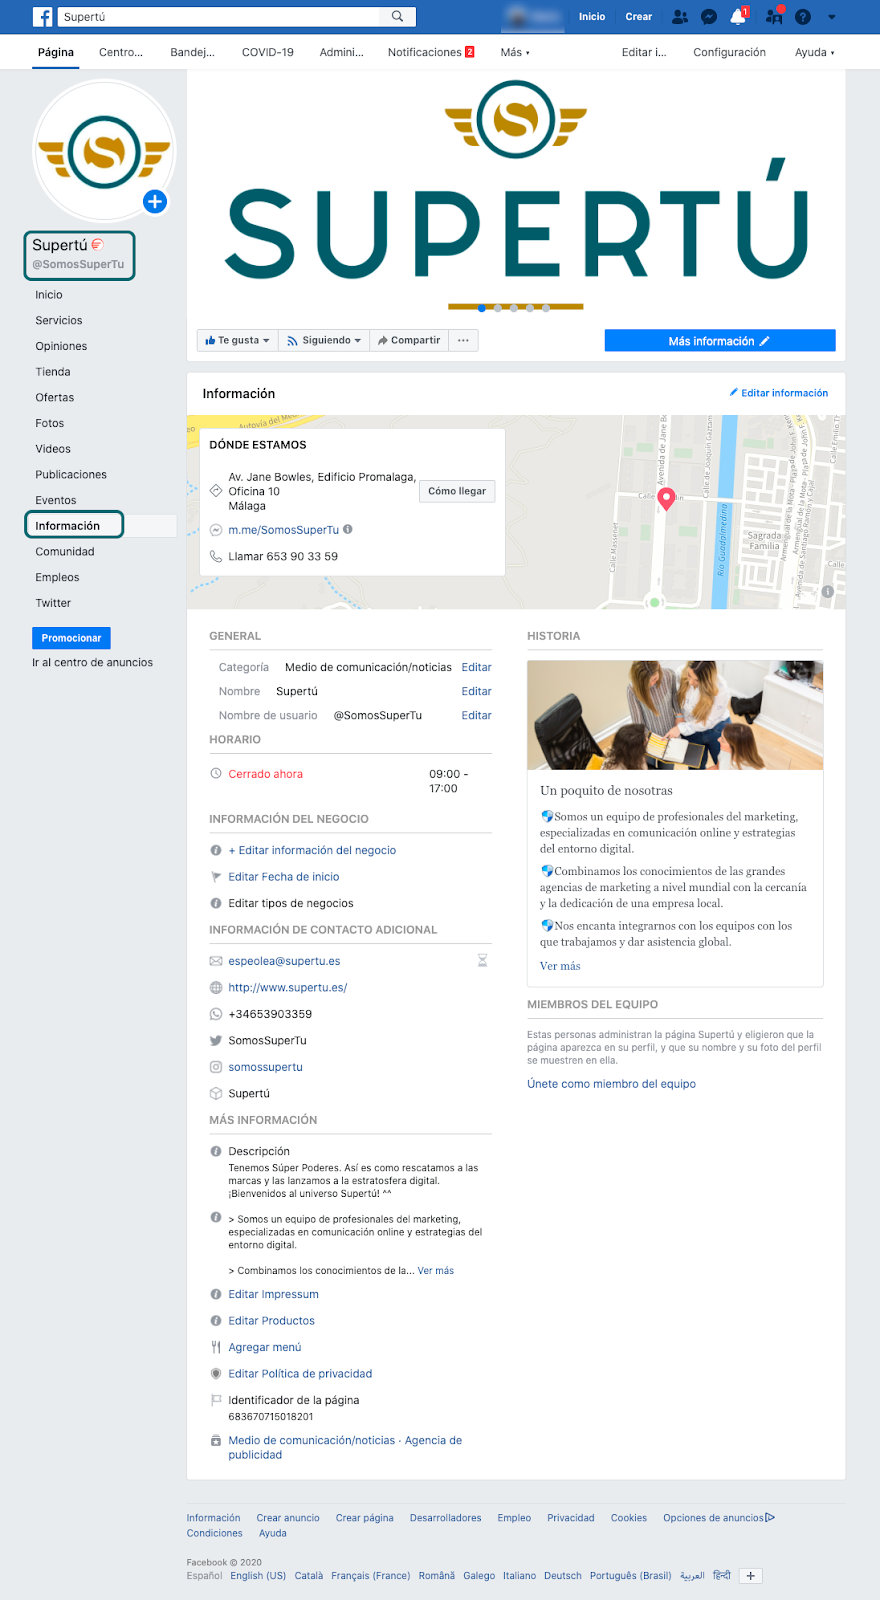 Supertú
Inicio
Crear
1
Página
Centro...
Bandej...
COVID-19
Admini...
Notificaciones 2
Más
Editar i...
Configuración
Ayuda
S
SUPERTÚ
Supertú
@SomosSuperTu
Inicio
Servicios
Opiniones
Tienda
Ofertas
Fotos
Videos
Publicaciones
Eventos
Información
Comunidad
Empleos
Twitter
Promocionar
Ir al centro de anuncios
Te gusta
Siguiendo
Compartir
...
Más información
Información
Editar información
Autovía del Me
DÓNDE ESTAMOS
Av. Jane Bowles, Edificio Promalaga,
Oficina 10
Málaga
Cómo llegar
m.me/SomosSuperTu
Llamar 653 90 33 59
Avenida de Jane Bo
Calle de Joaquín Gaztam
Río Guadalmedina
Calle Massenet
Sagrada
Familia
Armengual de la Mota
Calle Emilio Th
GENERAL
Categoría Medio de comunicación/noticias Editar
Nombre Supertú Editar
Nombre de usuario @SomosSuperTu Editar
HORARIO
Cerrado ahora
09:00 -
17:00
INFORMACIÓN DEL NEGOCIO
+ Editar información del negocio
Editar Fecha de inicio
Editar tipos de negocios
INFORMACIÓN DE CONTACTO ADICIONAL
espeolea@supertu.es
http://www.supertu.es/
+34653903359
SomosSuperTu
somossupertu
Supertú
MÁS INFORMACIÓN
Descripción
Tenemos Súper Poderes. Así es como rescatamos a las
marcas y las lanzamos a la estratosfera digital.
¡Bienvenidos al universo Supertú! ^^
> Somos un equipo de profesionales del marketing,
especializadas en comunicación online y estrategias del
entorno digital.
> Combinamos los conocimientos de la... Ver más
Editar Impressum
Editar Productos
Agregar menú
Editar Política de privacidad
Identificador de la página
683670715018201
Medio de comunicación/noticias · Agencia de
publicidad
HISTORIA
Un poquito de nosotras
Somos un equipo de profesionales del marketing,
especializadas en comunicación online y estrategias
del entorno digital.
Combinamos los conocimientos de las grandes
agencias de marketing a nivel mundial con la cercanía
y la dedicación de una empresa local.
Nos encanta integrarnos con los equipos con los
que trabajamos y dar asistencia global.
Ver más
MIEMBROS DEL EQUIPO
Estas personas administran la página Supertú y eligieron que la
página aparezca en su perfil, y que su nombre y su foto del perfil
se muestren en ella.
Únete como miembro del equipo
Información Crear anuncio Crear página Desarrolladores Empleo Privacidad Cookies Opciones de anuncios
Condiciones Ayuda
Facebook © 2020
Español English (US) Català Français (France) Română Galego Italiano Deutsch Português (Brasil) العربية हिन्दी +